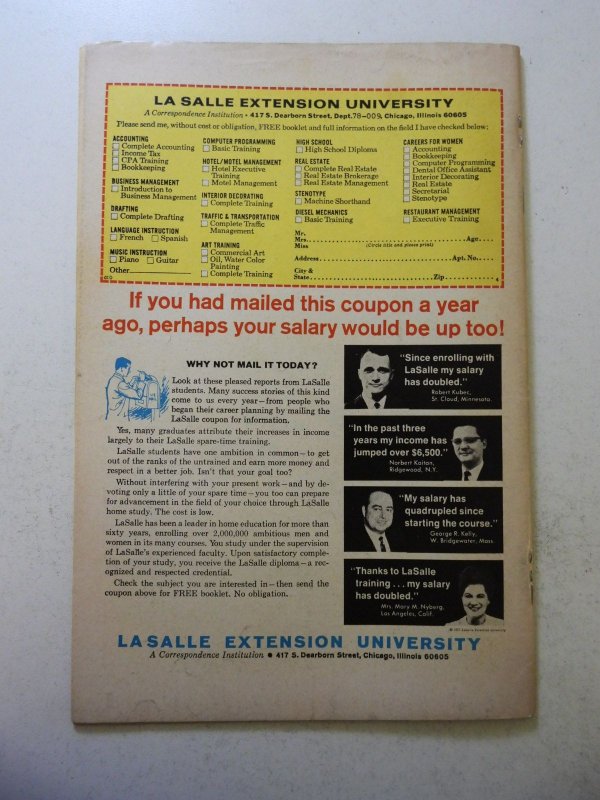 LA SALLE EXTENSION UNIVERSITY
A Correspondence Institution • 417 S. Dearborn Street, Dept. 78-009, Chicago, Illinois 60605
Please send me, without cost or obligation, FREE booklet and full information on the field I have checked below:
ACCOUNTING
Complete Accounting
Income Tax
CPA Training
Bookkeeping
BUSINESS MANAGEMENT
Introduction to
Business Management
DRAFTING
Complete Drafting
LANGUAGE INSTRUCTION
French Spanish
MUSIC INSTRUCTION
Piano Guitar
Other
COMPUTER PROGRAMMING
Basic Training
HOTEL/MOTEL MANAGEMENT
Hotel Executive
Training
Motel Management
INTERIOR DECORATING
Complete Training
TRAFFIC & TRANSPORTATION
Complete Traffic
Management
ART TRAINING
Commercial Art
Oil, Water Color
Painting
Complete Training
HIGH SCHOOL
High School Diploma
REAL ESTATE
Complete Real Estate
Real Estate Brokerage
Real Estate Management
STENOTYPE
Machine Shorthand
DIESEL MECHANICS
Basic Training
CAREERS FOR WOMEN
Accounting
Bookkeeping
Computer Programming
Dental Office Assistant
Interior Decorating
Real Estate
Secretarial
Stenotype
RESTAURANT MANAGEMENT
Executive Training
Mr.
Mrs. Age
Miss (Circle title and please print)
Address Apt. No.
City &
State Zip 4
If you had mailed this coupon a year
ago, perhaps your salary would be up too!
WHY NOT MAIL IT TODAY?
Look at these pleased reports from LaSalle
students. Many success stories of this kind
come to us every year—from people who
began their career planning by mailing the
LaSalle coupon for information.
Yes, many graduates attribute their increases in income
largely to their LaSalle spare-time training.
LaSalle students have one ambition in common—to get
out of the ranks of the untrained and earn more money and
respect in a better job. Isn't that your goal too?
Without interfering with your present work—and by de-
voting only a little of your spare time—you too can prepare
for advancement in the field of your choice through LaSalle
home study. The cost is low.
LaSalle has been a leader in home education for more than
sixty years, enrolling over 2,000,000 ambitious men and
women in its many courses. You study under the supervision
of LaSalle's experienced faculty. Upon satisfactory comple-
tion of your study, you receive the LaSalle diploma—a rec-
ognized and respected credential.
Check the subject you are interested in—then send the
coupon above for FREE booklet. No obligation.
"Since enrolling with
LaSalle my salary
has doubled."
Robert Kuber,
St. Cloud, Minnesota
"In the past three
years my income has
jumped over $6,500."
Norbert Kaiton,
Ridgewood, N.Y.
"My salary has
quadrupled since
starting the course."
George R. Kelly,
W. Bridgewater, Mass.
"Thanks to LaSalle
training . . . my salary
has doubled."
Mrs. Mary M. Nyberg,
Los Angeles, Calif.
LASALLE EXTENSION UNIVERSITY
A Correspondence Institution • 417 S. Dearborn Street, Chicago, Illinois 60605